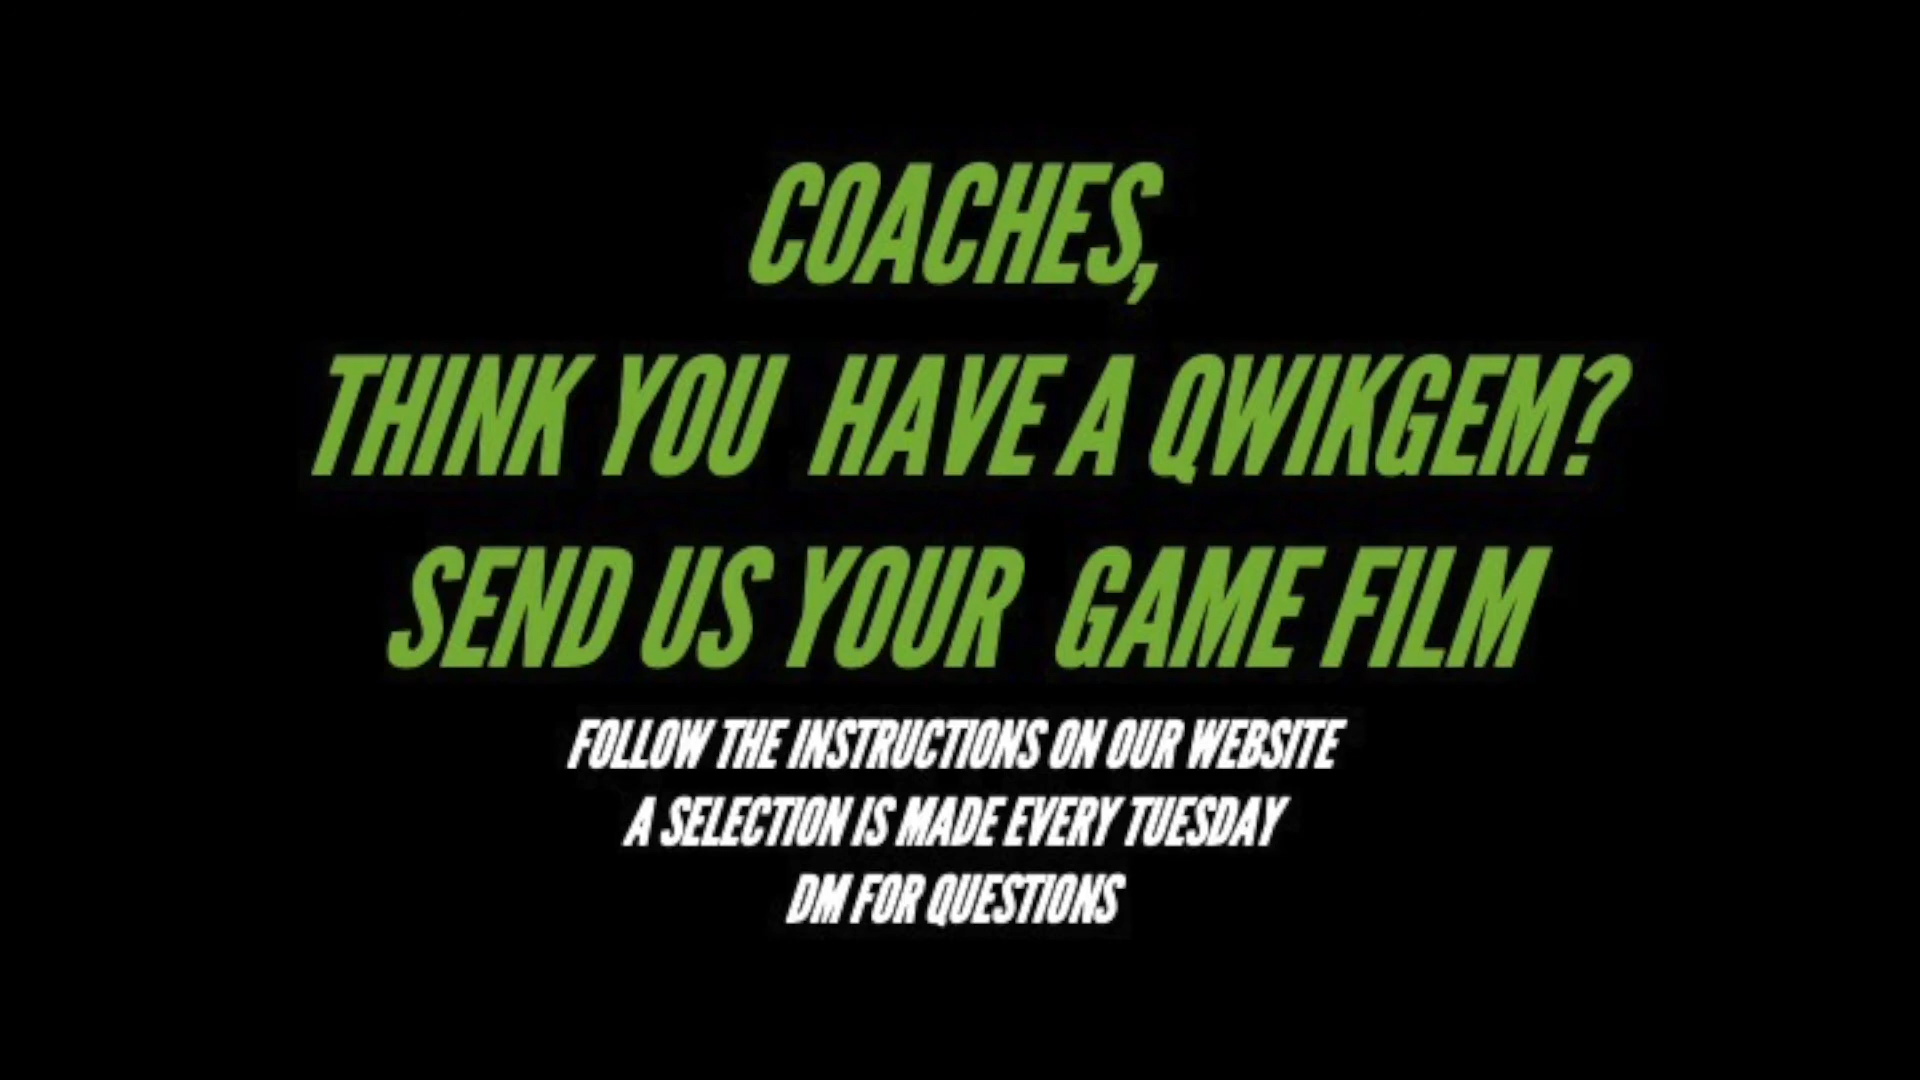 COACHES,
THINK YOU HAVE A QWIKGEM?
SEND US YOUR GAME FILM
FOLLOW THE INSTRUCTIONS ON OUR WEBSITE
A SELECTION IS MADE EVERY TUESDAY
DM FOR QUESTIONS